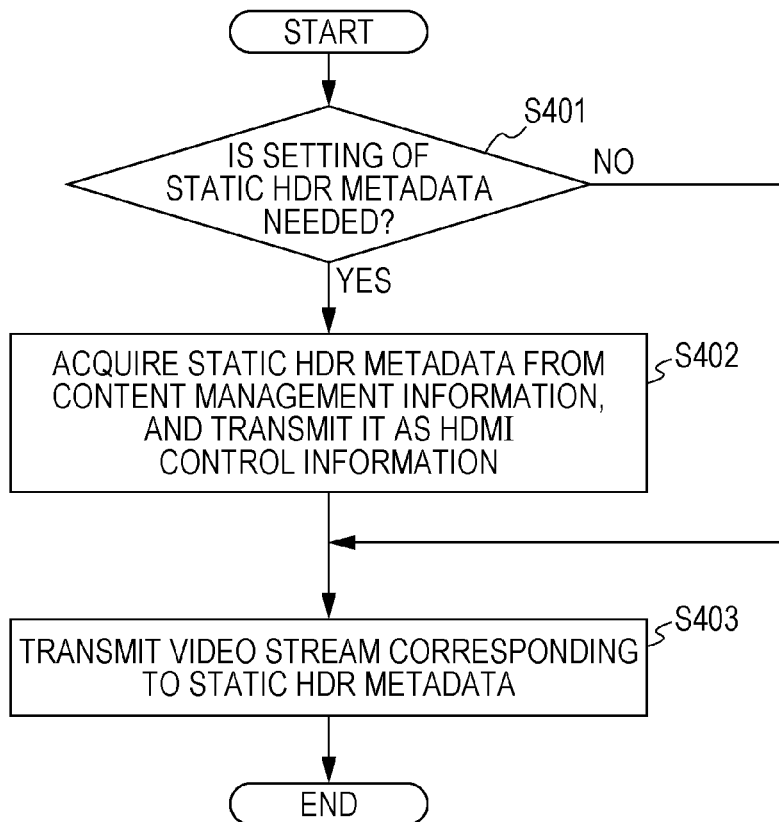 START
S401
IS SETTING OF
STATIC HDR METADATA
NEEDED?
NO
YES
ACQUIRE STATIC HDR METADATA FROM
CONTENT MANAGEMENT INFORMATION,
AND TRANSMIT IT AS HDMI
CONTROL INFORMATION
S402
TRANSMIT VIDEO STREAM CORRESPONDING
TO STATIC HDR METADATA
S403
END